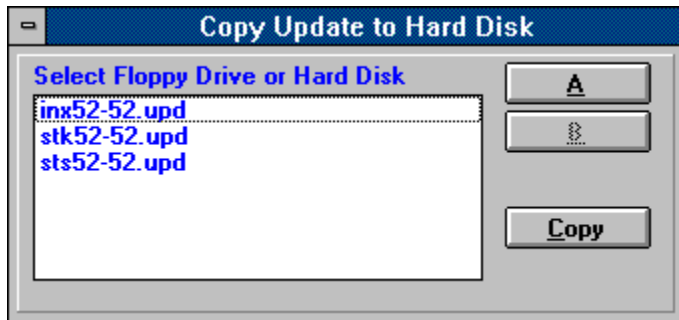 Copy Update to Hard Disk
Select Floppy Drive or Hard Disk
A
inx52-52.upd
B
stk52-52.upd
sts52-52.upd
Copy